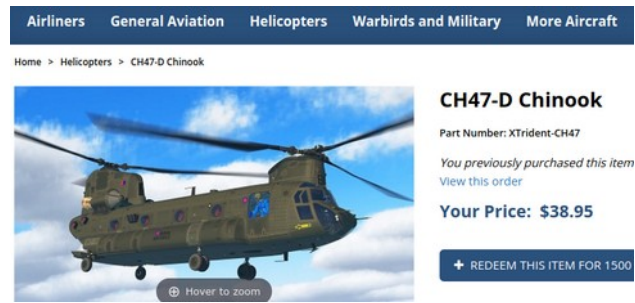 Airliners General Aviation Helicopters Warbirds and Military More Aircraft
Home > Helicopters > CH47-D Chinook
CH47-D Chinook
Part Number: XTrident-CH47
You previously purchased this item
View this order
Your Price: $38.95
+ REDEEM THIS ITEM FOR 1500
Hover to zoom